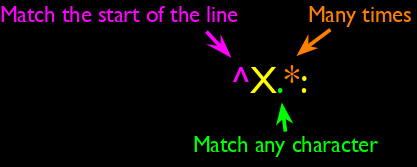 Match the start of the line
Many times
^X.*:
Match any character